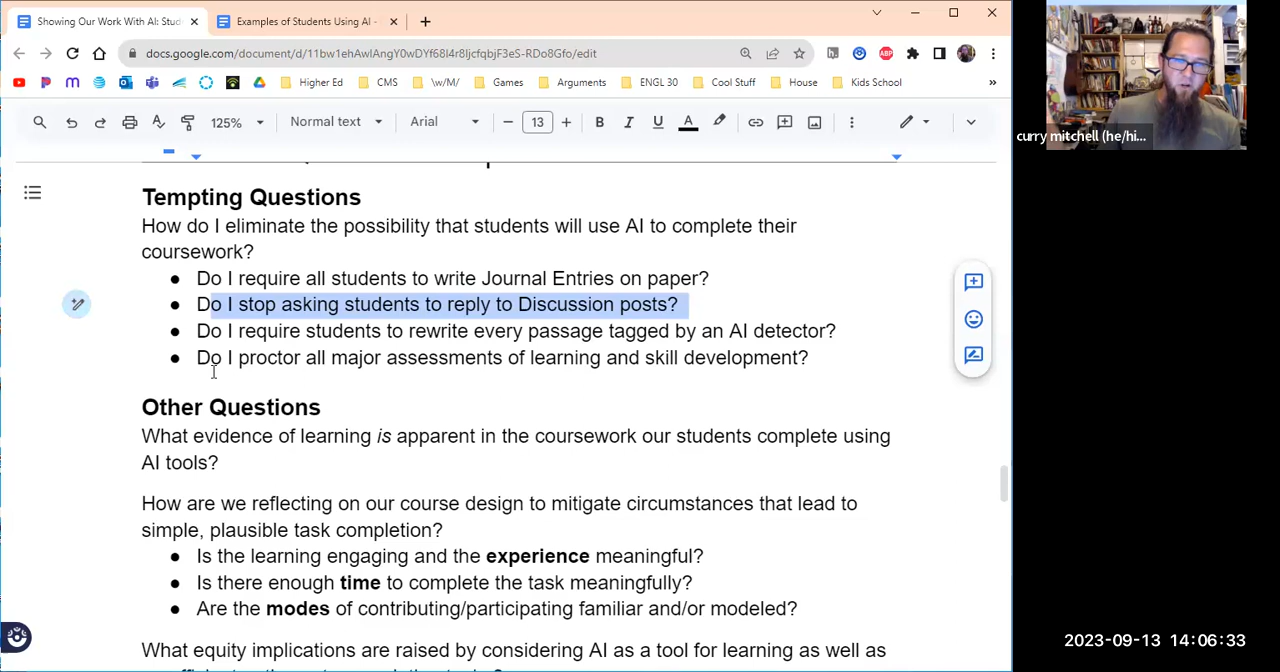 Showing Our Work With AI: Stud
Examples of Students Using AI -
docs.google.com/document/d/11bw1ehAwIAngY0wDYf68l4r8ljcfqbjF3eS-RDo8Gfo/edit
Higher Ed
CMS
\w/M/
Games
Arguments
ENGL 30
Cool Stuff
House
Kids School
»
125%
Normal text
Arial
13
B I U A
Tempting Questions
How do I eliminate the possibility that students will use AI to complete their
coursework?
● Do I require all students to write Journal Entries on paper?
● Do I stop asking students to reply to Discussion posts?
● Do I require students to rewrite every passage tagged by an AI detector?
● Do I proctor all major assessments of learning and skill development?
Other Questions
What evidence of learning is apparent in the coursework our students complete using
AI tools?
How are we reflecting on our course design to mitigate circumstances that lead to
simple, plausible task completion?
● Is the learning engaging and the experience meaningful?
● Is there enough time to complete the task meaningfully?
● Are the modes of contributing/participating familiar and/or modeled?
What equity implications are raised by considering AI as a tool for learning as well as
curry mitchell (he/hi...
2023-09-13 14:06:33